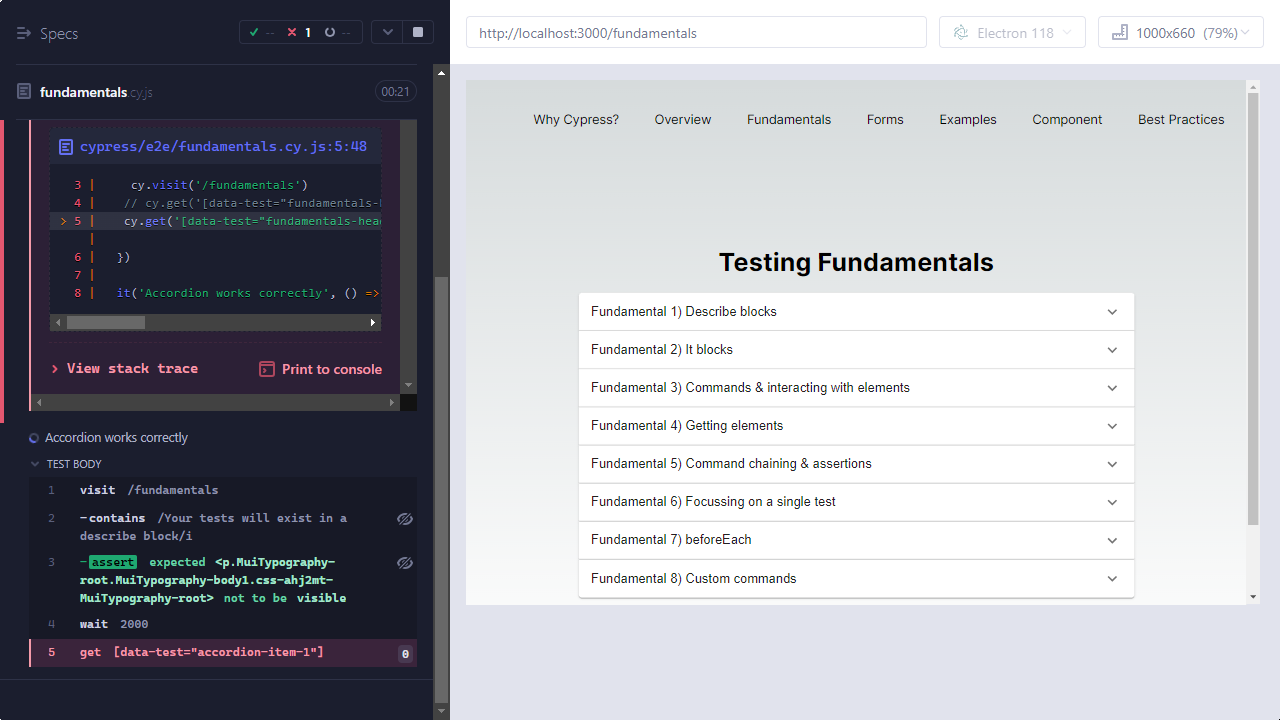 Specs
-- 1 --
fundamentals.cy.js 00:21
cypress/e2e/fundamentals.cy.js:5:48
3 | cy.visit('/fundamentals')
4 | // cy.get('[data-test="fundamentals-
> 5 | cy.get('[data-test="fundamentals-hea
|
6 | })
7 |
8 | it('Accordion works correctly', () =>
View stack trace
Print to console
Accordion works correctly
TEST BODY
1 visit /fundamentals
2 -contains /Your tests will exist in a
describe block/i
3 -assert expected <p.MuiTypography-
root.MuiTypography-body1.css-ahj2mt-
MuiTypography-root> not to be visible
4 wait 2000
5 get [data-test="accordion-item-1"] 0
http://localhost:3000/fundamentals
Electron 118
1000x660 (79%)
Why Cypress? Overview Fundamentals Forms Examples Component Best Practices
Testing Fundamentals
Fundamental 1) Describe blocks
Fundamental 2) It blocks
Fundamental 3) Commands & interacting with elements
Fundamental 4) Getting elements
Fundamental 5) Command chaining & assertions
Fundamental 6) Focussing on a single test
Fundamental 7) beforeEach
Fundamental 8) Custom commands